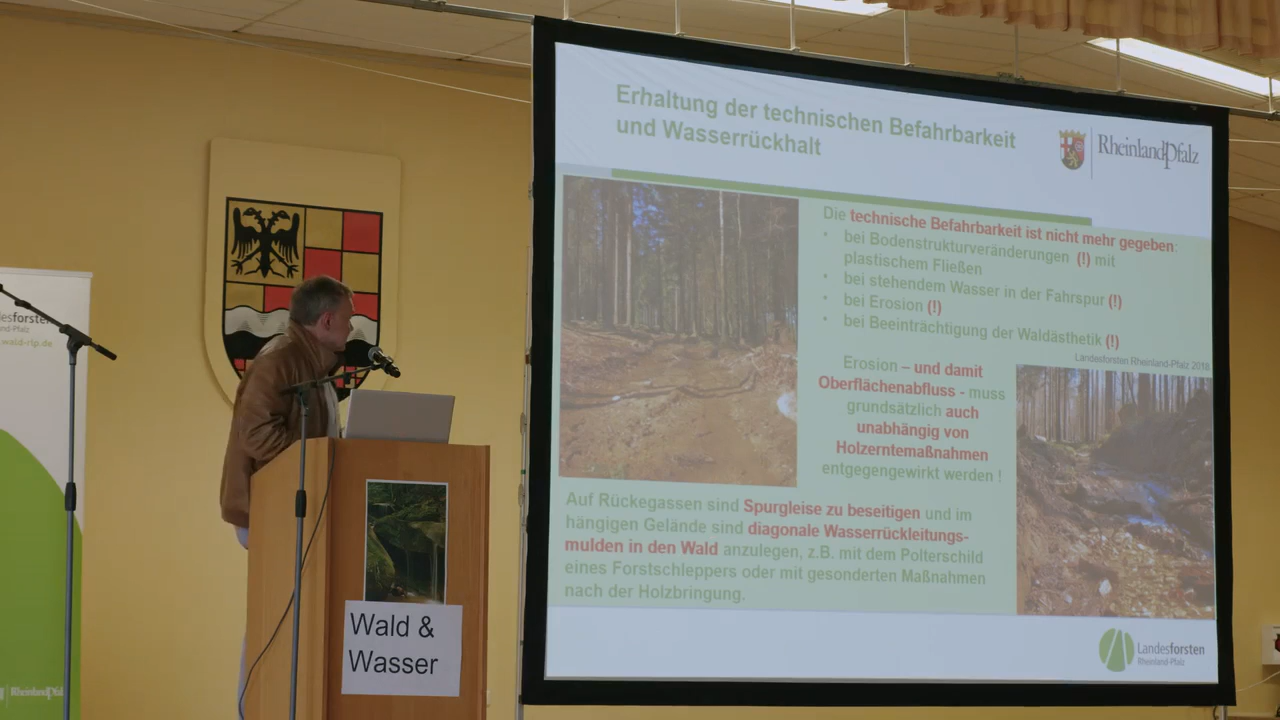 Erhaltung der technischen Befahrbarkeit
und Wasserrückhalt
RheinlandPfalz
Die technische Befahrbarkeit ist nicht mehr gegeben:
• bei Bodenstrukturveränderungen (!) mit
plastischem Fließen
• bei stehendem Wasser in der Fahrspur (!)
• bei Erosion (!)
• bei Beeinträchtigung der Waldästhetik (!)
Landesforsten Rheinland-Pfalz 2018
Erosion – und damit
Oberflächenabfluss - muss
grundsätzlich auch
unabhängig von
Holzerntemaßnahmen
entgegengewirkt werden !
Auf Rückegassen sind Spurgleise zu beseitigen und im
hängigen Gelände sind diagonale Wasserrückleitungs-
mulden in den Wald anzulegen, z.B. mit dem Polterschild
eines Forstschleppers oder mit gesonderten Maßnahmen
nach der Holzbringung.
Landesforsten
Rheinland-Pfalz
desforsten
nd-Pfalz
wald-rlp.de
RheinlandPfalz
Wald &
Wasser